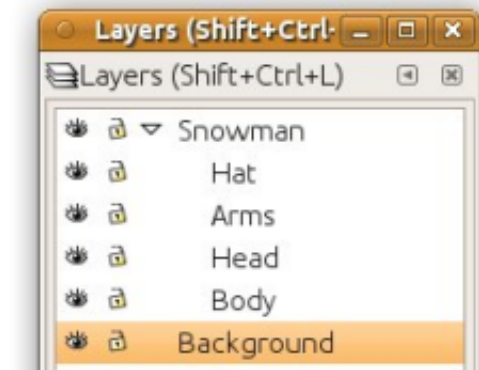 Layers (Shift+Ctrl-
Layers (Shift+Ctrl+L)
Snowman
Hat
Arms
Head
Body
Background